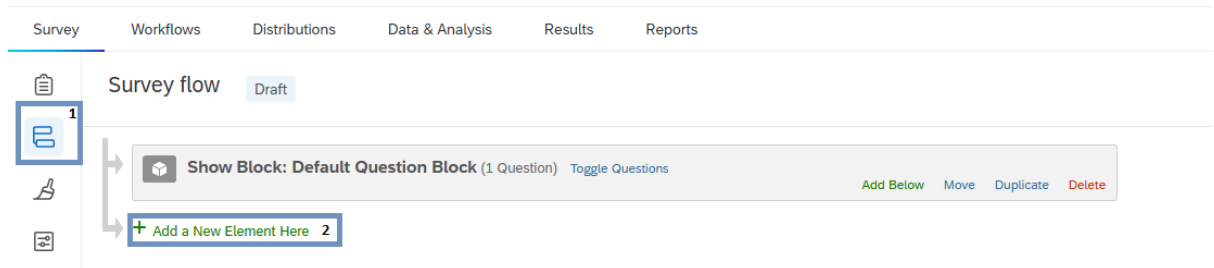 Survey Workflows Distributions Data & Analysis Results Reports
Survey flow Draft
1
Show Block: Default Question Block (1 Question) Toggle Questions
Add Below Move Duplicate Delete
+ Add a New Element Here 2